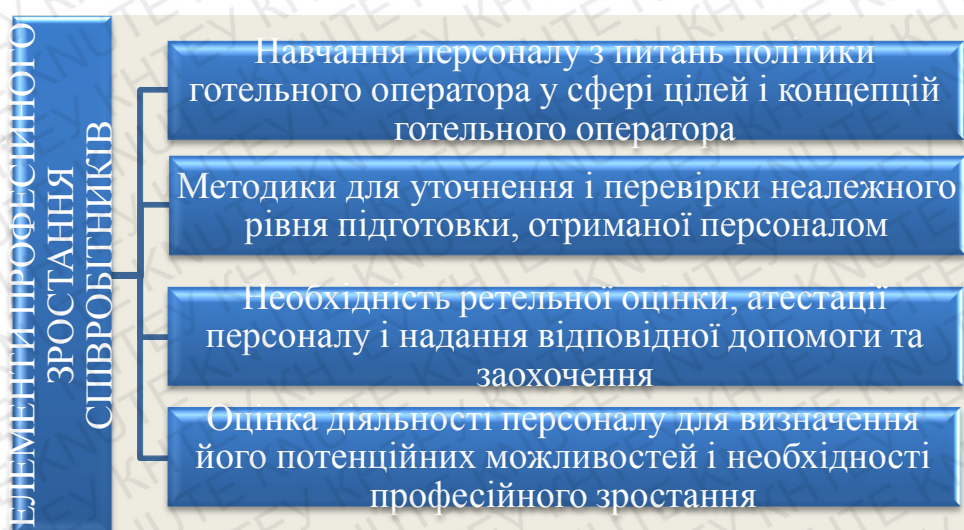 ЕЛЕМЕНТИ ПРОФЕСІЙНОГО
ЗРОСТАННЯ
СПІВРОБІТНИКІВ
Навчання персоналу з питань політики
готельного оператора у сфері цілей і концепцій
готельного оператора
Методики для уточнення і перевірки неалежного
рівня підготовки, отриманої персоналом
Необхідність ретельної оцінки, атестації
персоналу і надання відповідної допомоги та
заохочення
Оцінка діяльності персоналу для визначення
його потенційних можливостей і необхідності
професійного зростання